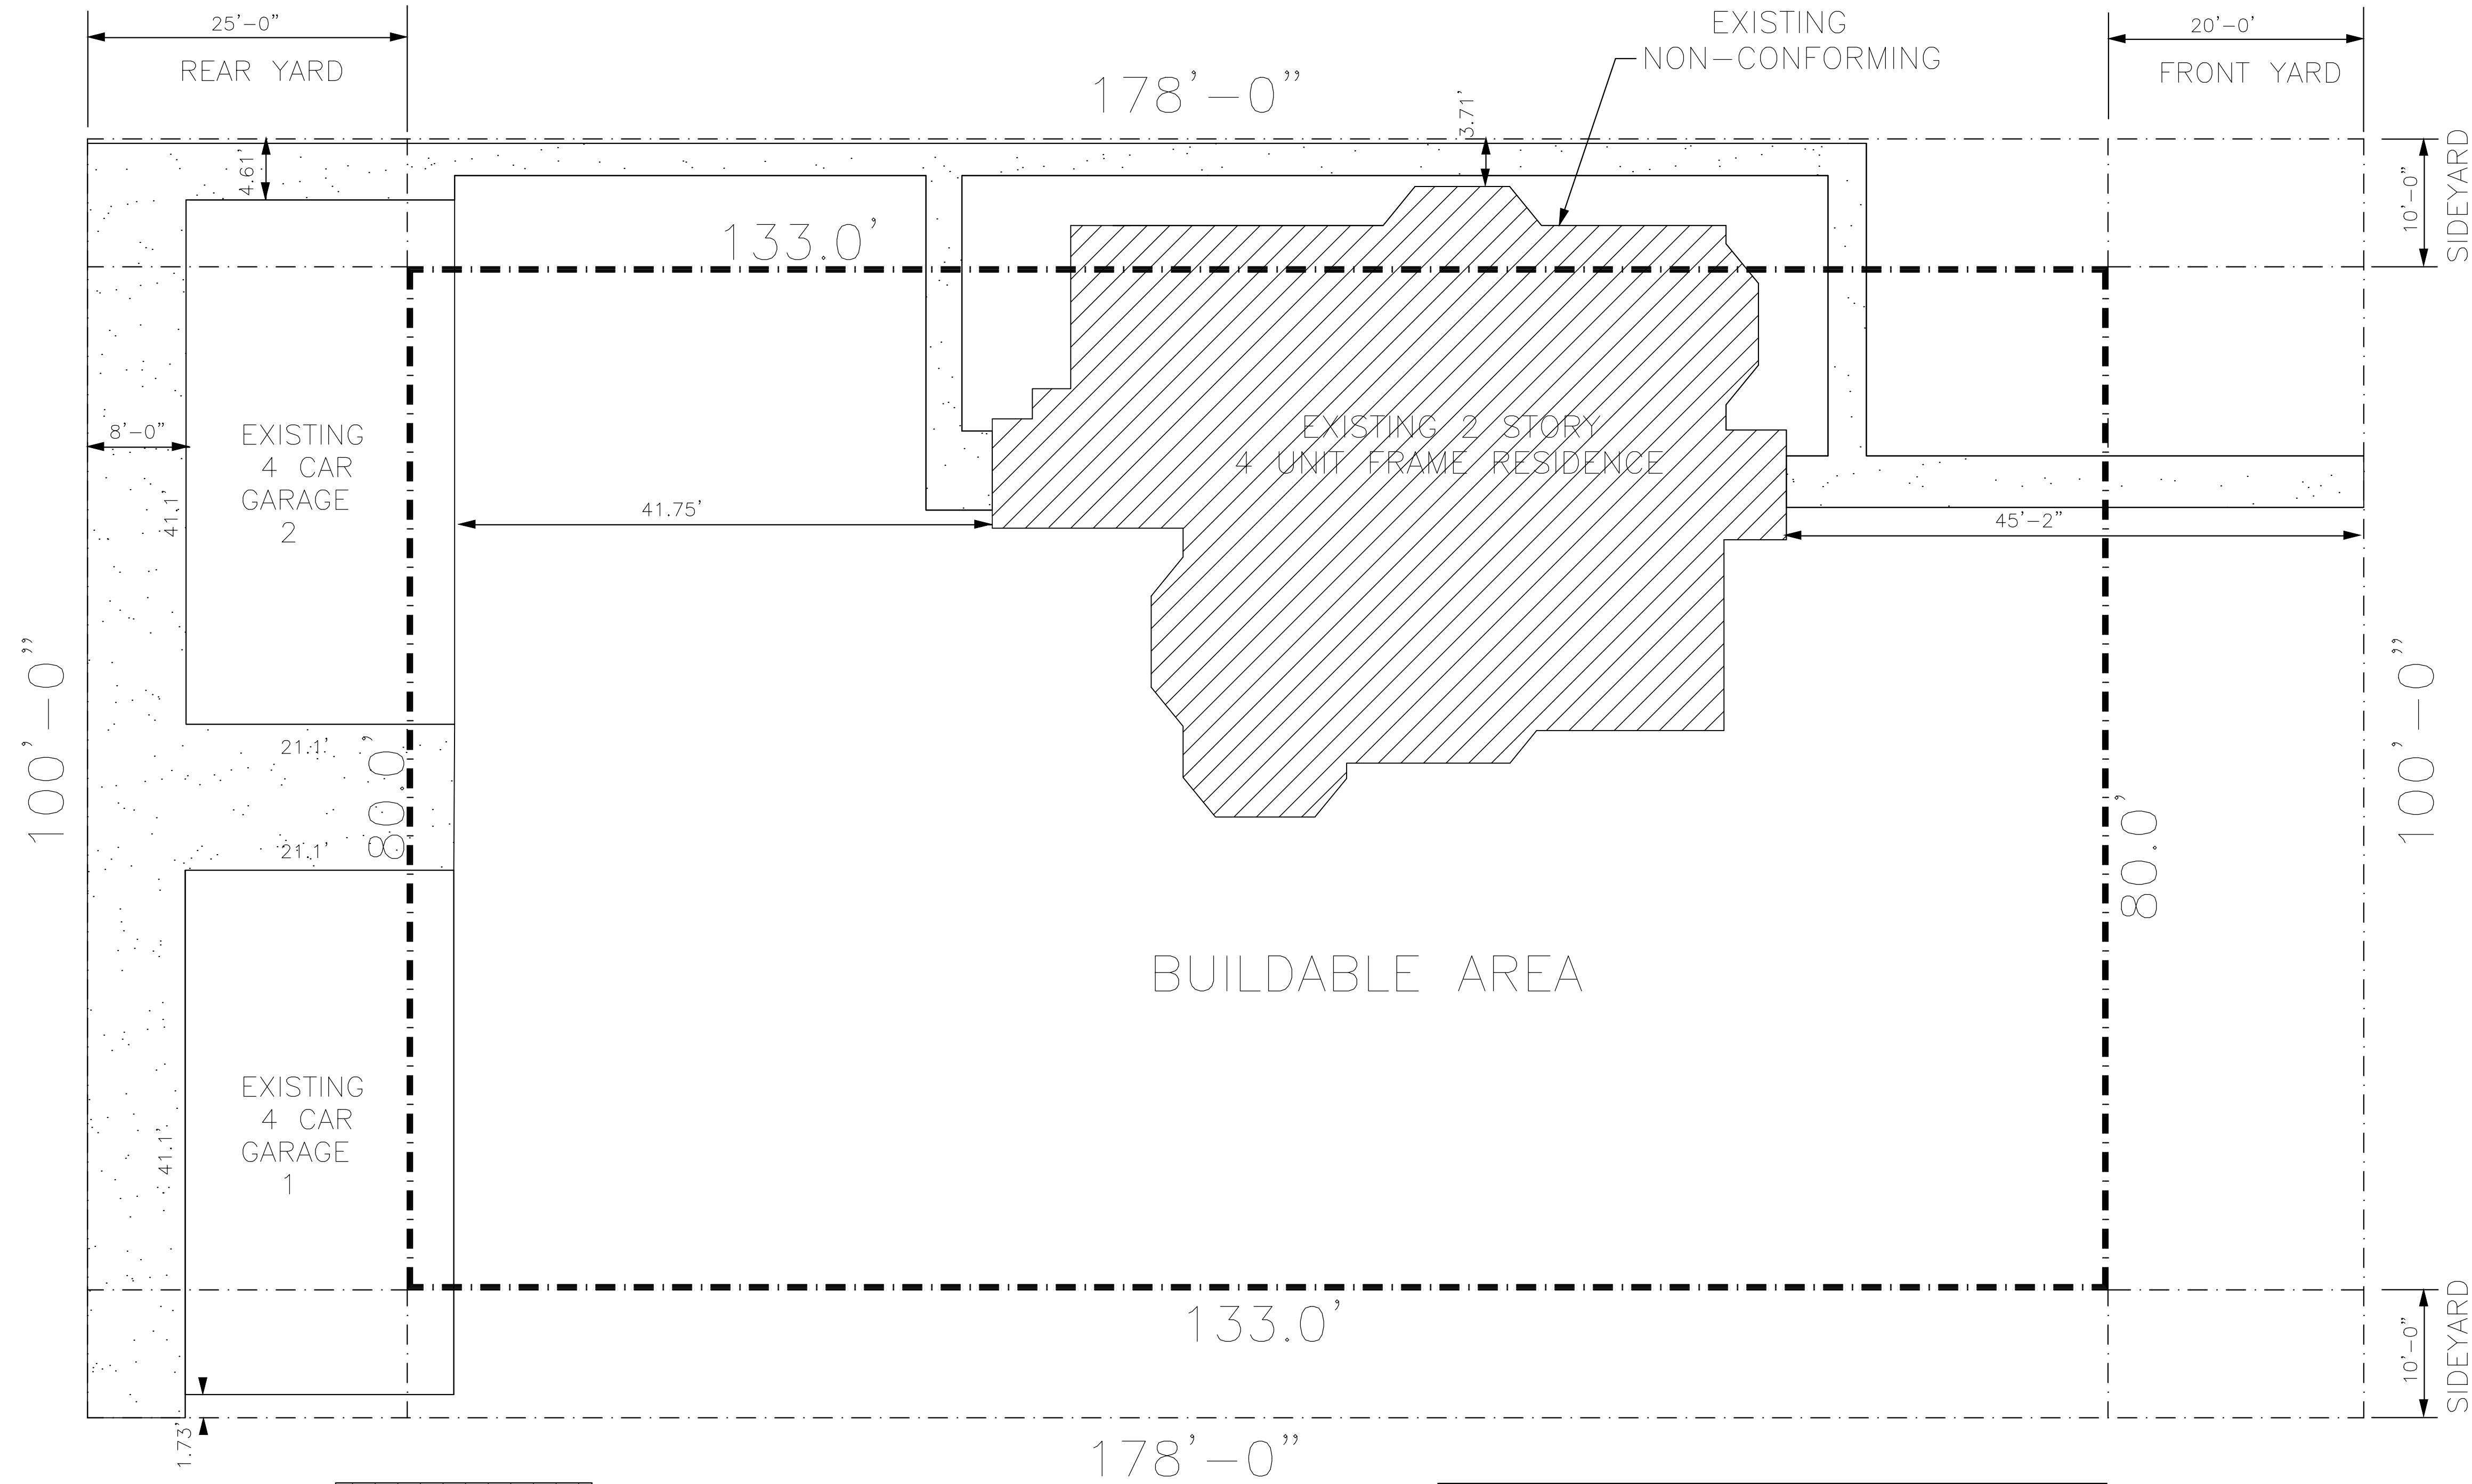 25'-0"
REAR YARD
178'-0"
EXISTING
NON-CONFORMING
20'-0'
FRONT YARD
3.71'
4.61'
10'-0"
SIDEYARD
133.0'
8'-0"
EXISTING
4 CAR
GARAGE
2
41.1'
41.75'
EXISTING 2 STORY
4 UNIT FRAME RESIDENCE
45'-2"
100'-0"
21.1'
80.0'
21.1'
100'-0"
80.0'
BUILDABLE AREA
EXISTING
4 CAR
GARAGE
1
41.1'
133.0'
10'-0"
SIDEYARD
1.73'
178'-0"